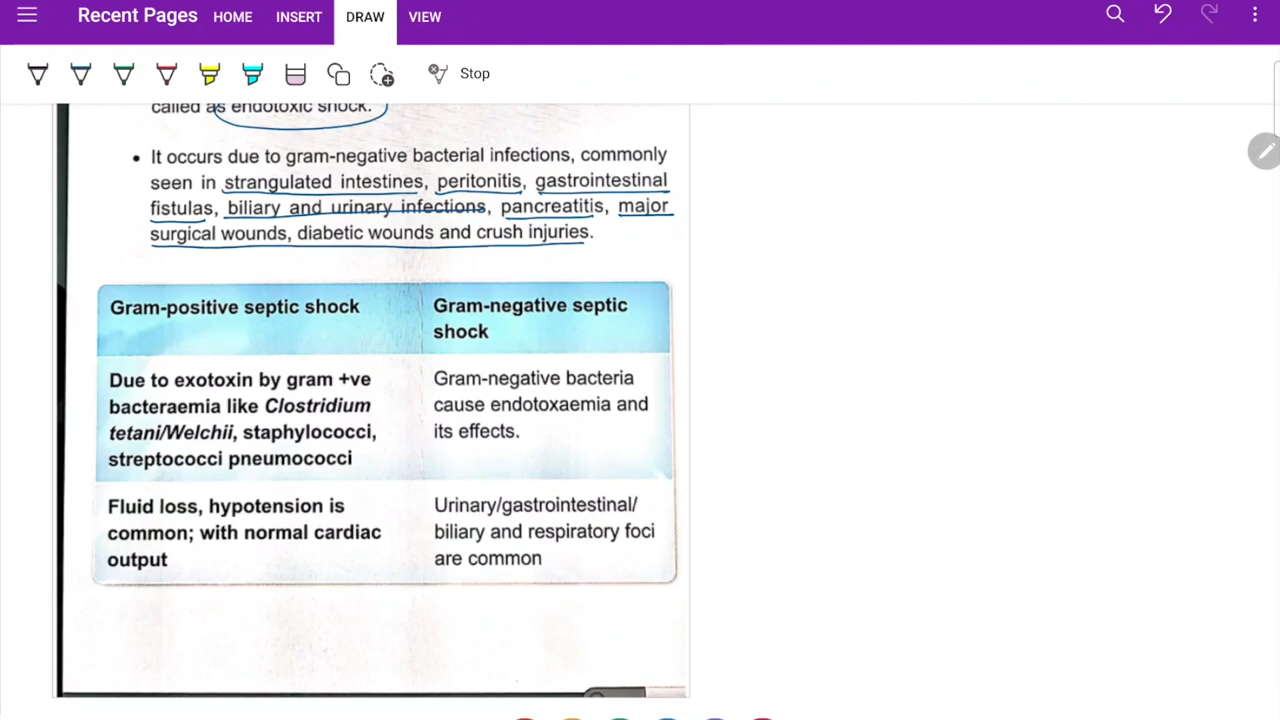 Recent Pages HOME INSERT DRAW VIEW
Stop
called as endotoxic shock.
• It occurs due to gram-negative bacterial infections, commonly
seen in strangulated intestines, peritonitis, gastrointestinal
fistulas, biliary and urinary infections, pancreatitis, major
surgical wounds, diabetic wounds and crush injuries.
Gram-positive septic shock
Gram-negative septic
shock
Due to exotoxin by gram +ve
bacteraemia like Clostridium
tetani/Welchii, staphylococci,
streptococci pneumococci
Gram-negative bacteria
cause endotoxaemia and
its effects.
Fluid loss, hypotension is
common; with normal cardiac
output
Urinary/gastrointestinal/
biliary and respiratory foci
are common